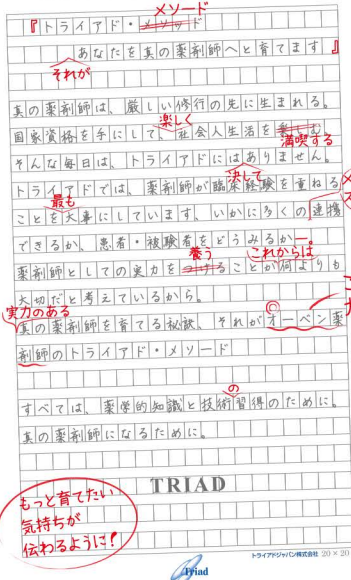 メソード
『トライアド・メソッド
あなたを真の薬剤師へと育てます』
それが
真の薬剤師は、厳しい修行の先に生まれる。
楽しく
国家資格を手にして、社会人生活を楽しむ
満喫する
そんな毎日は、トライアドにはありません。
決して
トライアドでは、薬剤師が臨床経験を重ねる
最も
ことを大事にしています。いかに多くの連携
できるか、患者・被験者をどうみるか―。
養う
これからは
薬剤師としての実力をつけることが何よりも
大切だと考えているから。
実力のある
真の薬剤師を育てる秘訣、それがオーベン薬
剤師のトライアド・メソード
の
すべては、薬学的知識と技術習得のために。
真の薬剤師になるために。
TRIAD
もっと育てたい
気持ちが
伝わるように!
トライアドジャパン株式会社 20×20
Triad